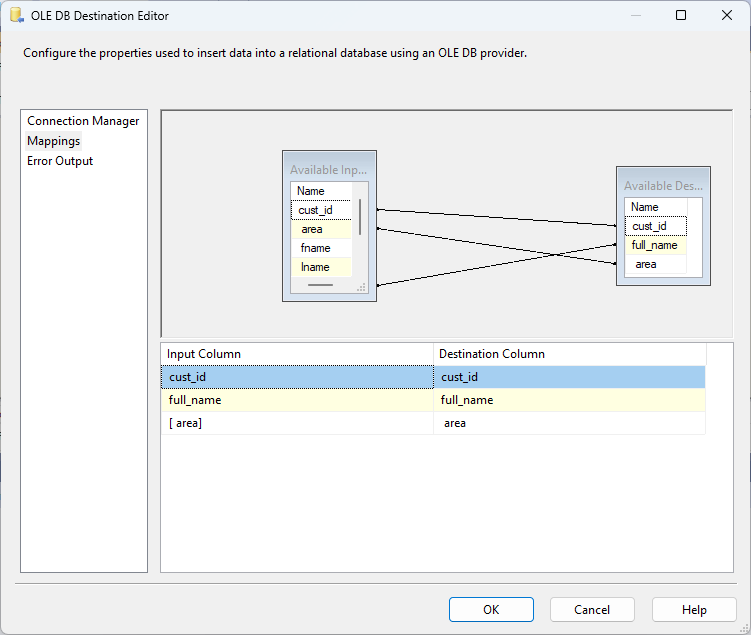 OLE DB Destination Editor
Configure the properties used to insert data into a relational database using an OLE DB provider.
Connection Manager
Mappings
Error Output
Available Inp...
Name
cust_id
area
fname
lname
Available Des...
Name
cust_id
full_name
area
Input Column Destination Column
cust_id cust_id
full_name full_name
[ area] area
OK Cancel Help